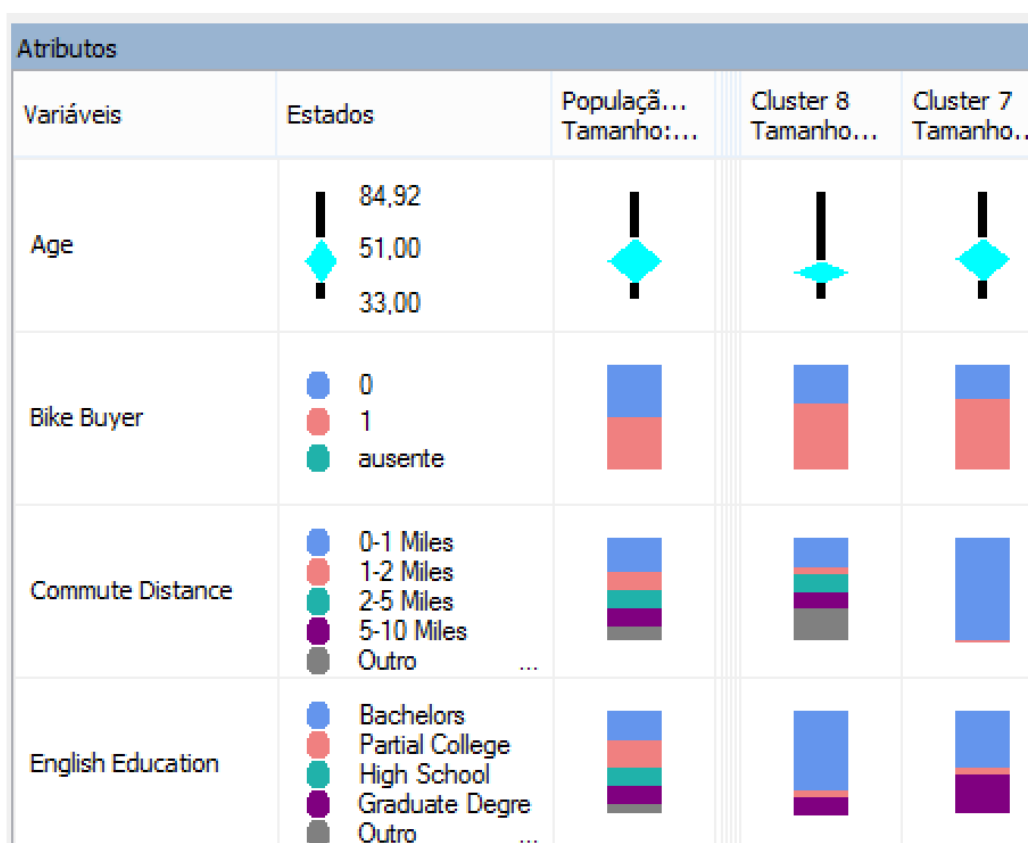 Atributos
Variáveis
Estados
Populaçã...
Tamanho:...
Cluster 8
Tamanho...
Cluster 7
Tamanho..
Age
84,92
51,00
33,00
Bike Buyer
0
1
ausente
Commute Distance
0-1 Miles
1-2 Miles
2-5 Miles
5-10 Miles
Outro ...
English Education
Bachelors
Partial College
High School
Graduate Degre
Outro ...